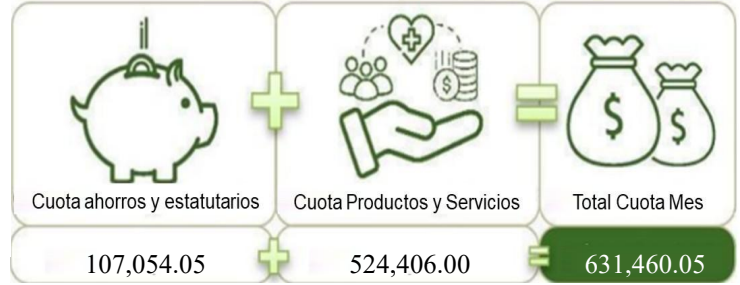 Cuota ahorros y estatutarios
Cuota Productos y Servicios
Total Cuota Mes
107,054.05
524,406.00
631,460.05